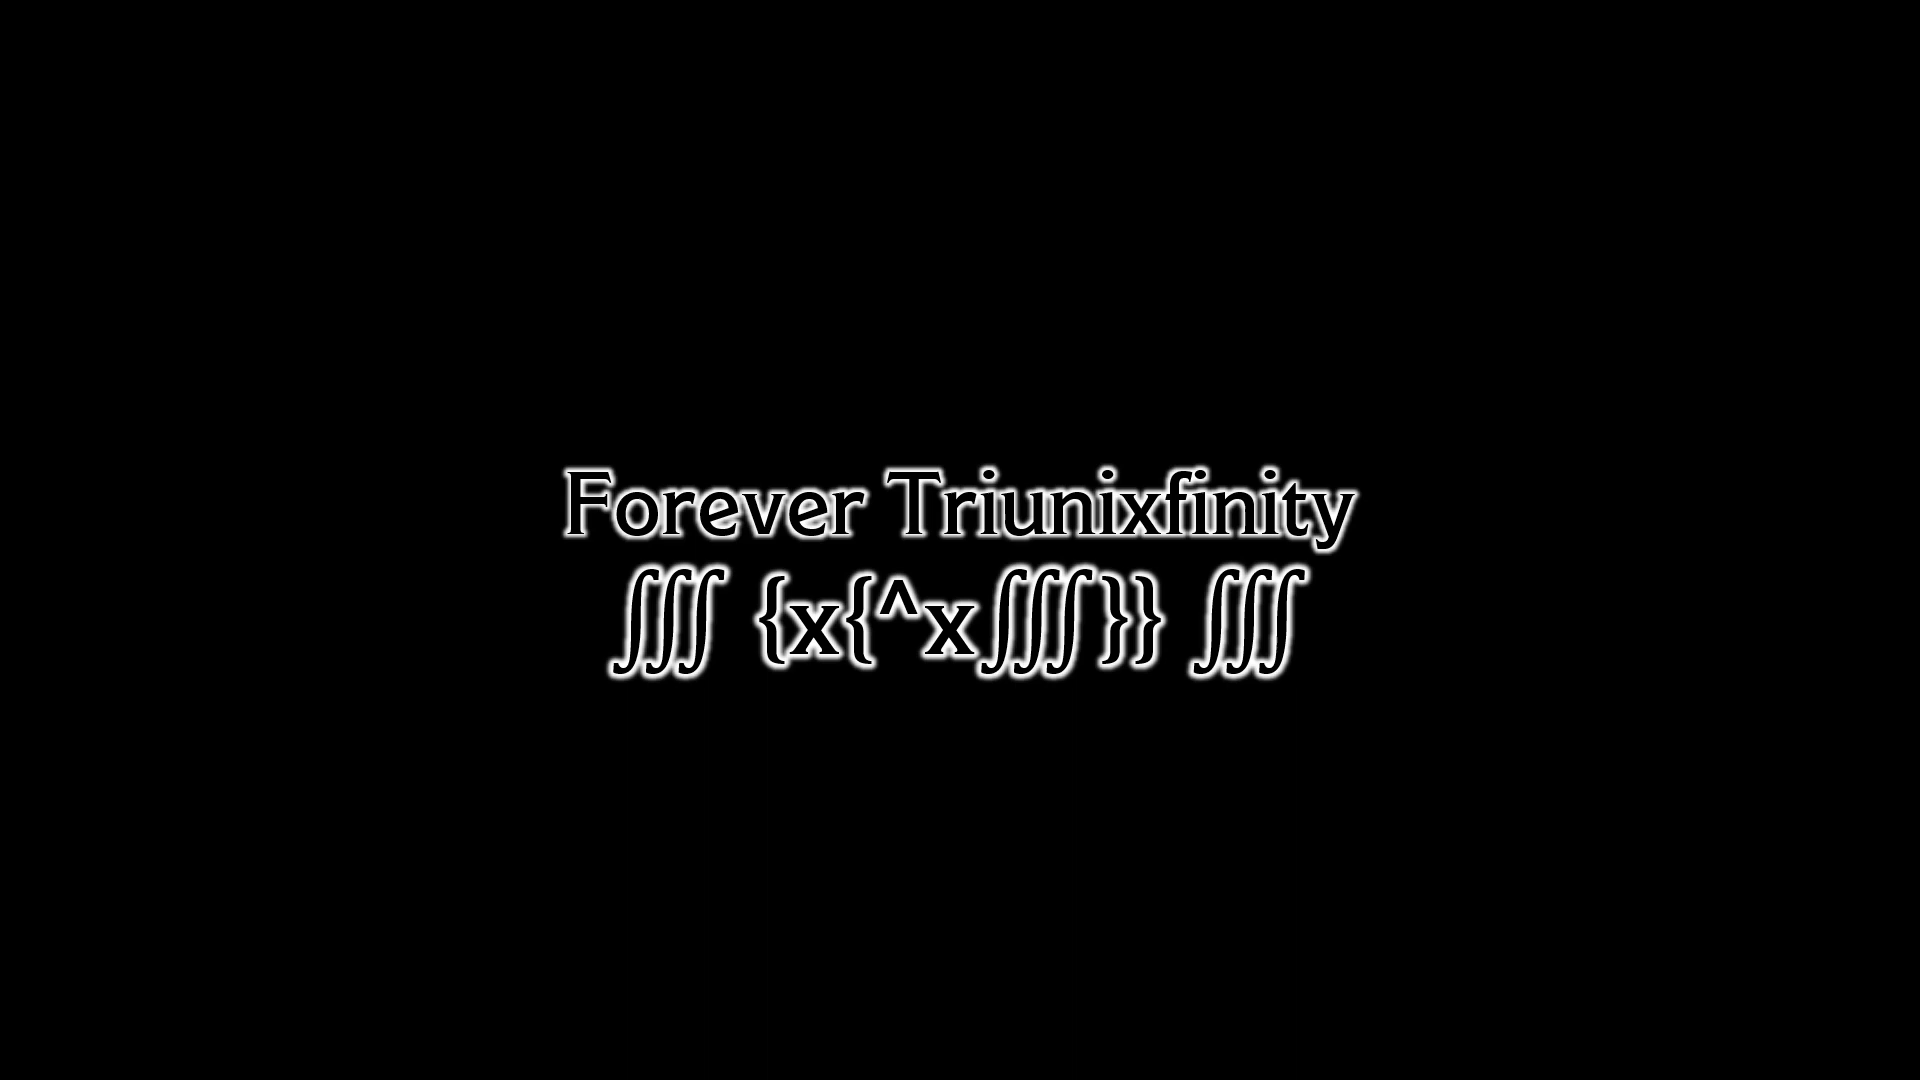 Forever Triunixfinity
∭ {x{^x∭}} ∭